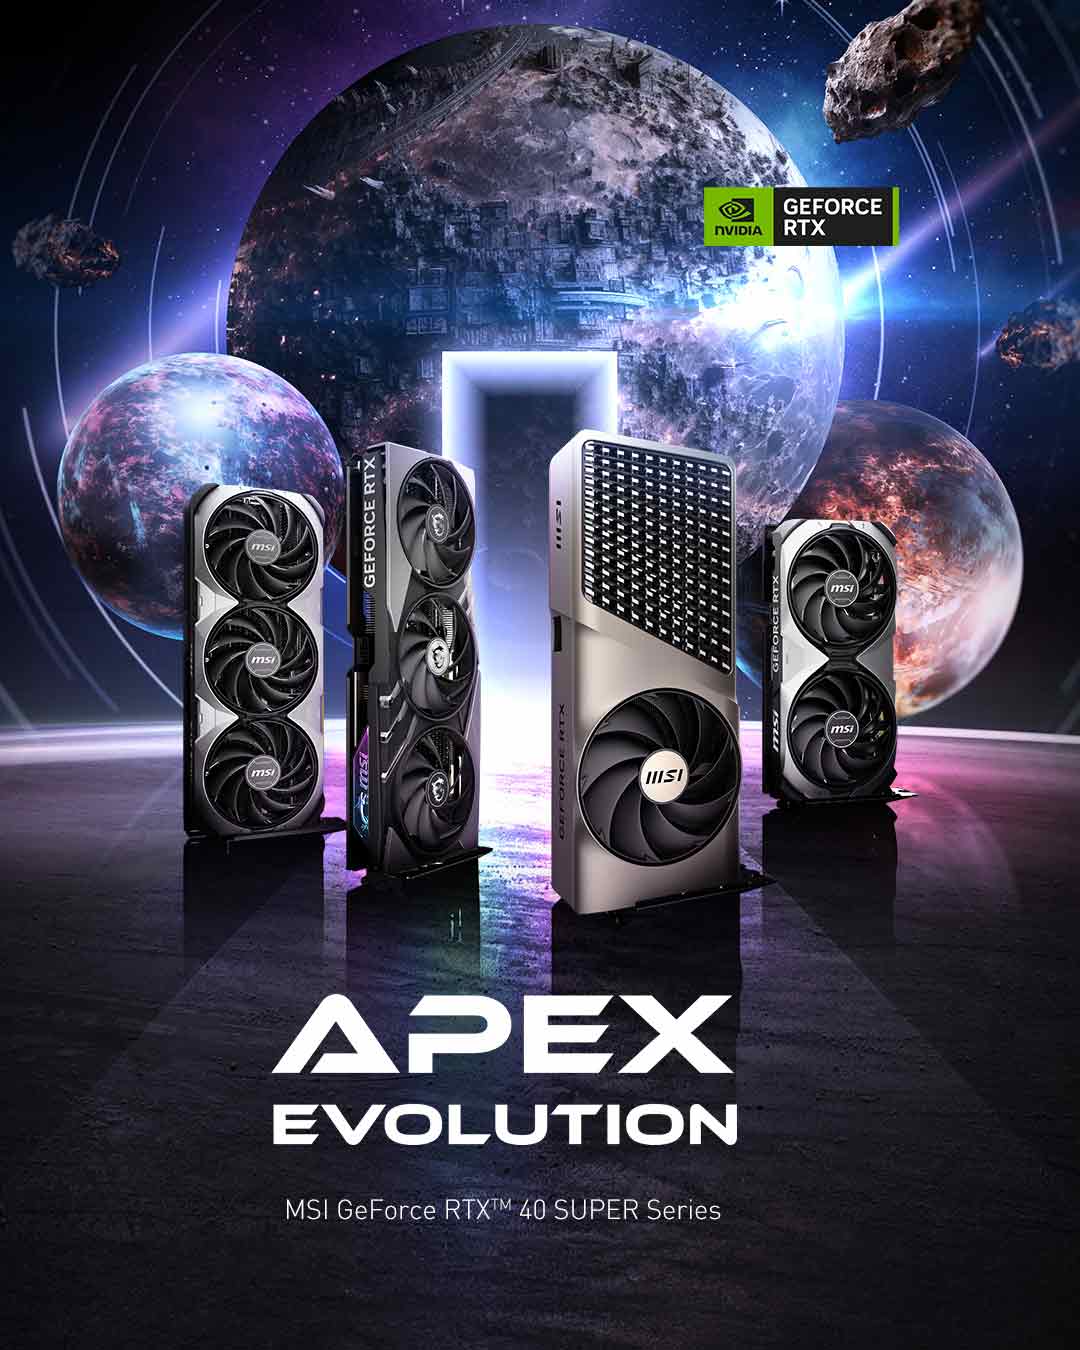 NVIDIA
GEFORCE
RTX
GEFORCE RTX
msi
msi
msi
msi
MSI
GEFORCE RTX
MSI
GEFORCE RTX
msi
msi
msi
APEX
EVOLUTION
MSI GeForce RTX™ 40 SUPER Series